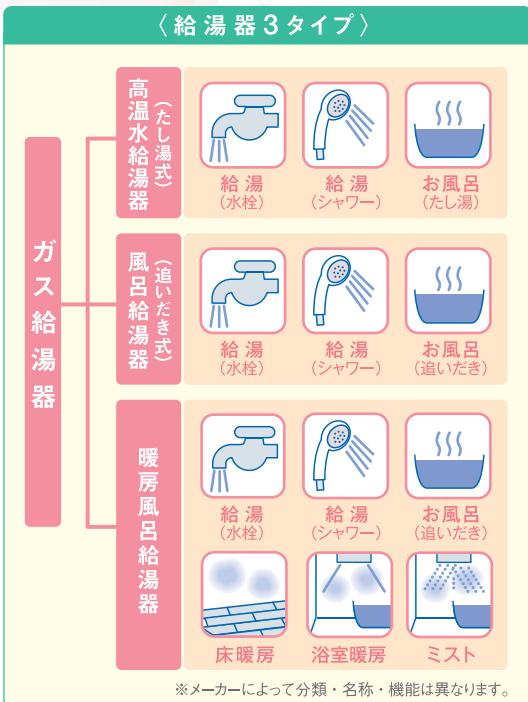 〈給湯器3タイプ〉
ガス給湯器
高温水給湯器
（たし湯式）
給湯
（水栓）
給湯
（シャワー）
お風呂
（たし湯）
風呂給湯器
（追いだき式）
給湯
（水栓）
給湯
（シャワー）
お風呂
（追いだき）
暖房風呂給湯器
給湯
（水栓）
給湯
（シャワー）
お風呂
（追いだき）
床暖房
浴室暖房
ミスト
※メーカーによって分類・名称・機能は異なります。